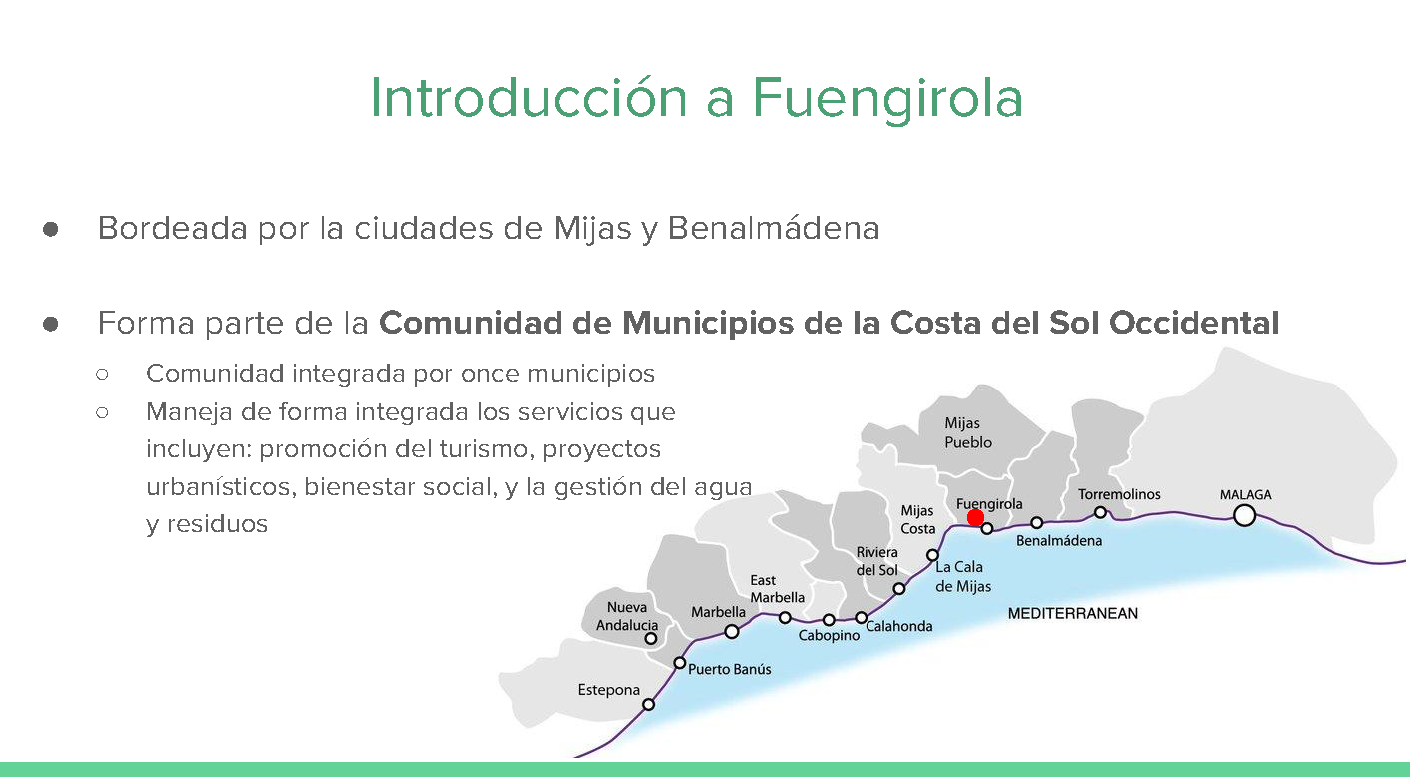 Introducción a Fuengirola
● Bordeada por la ciudades de Mijas y Benalmádena
● Forma parte de la Comunidad de Municipios de la Costa del Sol Occidental
○ Comunidad integrada por once municipios
○ Maneja de forma integrada los servicios que
incluyen: promoción del turismo, proyectos
urbanísticos, bienestar social, y la gestión del agua
y residuos
Mijas
Pueblo
Fuengirola
Torremolinos
MALAGA
Mijas
Costa
Benalmádena
Riviera
del Sol
La Cala
de Mijas
East
Marbella
Nueva
Andalucia
Marbella
MEDITERRANEAN
Cabopino
Calahonda
Puerto Banús
Estepona